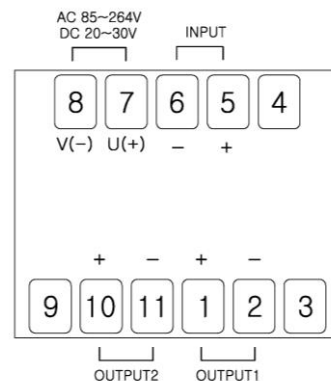 AC 85~264V
DC 20~30V
INPUT
8 7 6 5 4
V(-) U(+) - +
+ - + -
9 10 11 1 2 3
OUTPUT2 OUTPUT1